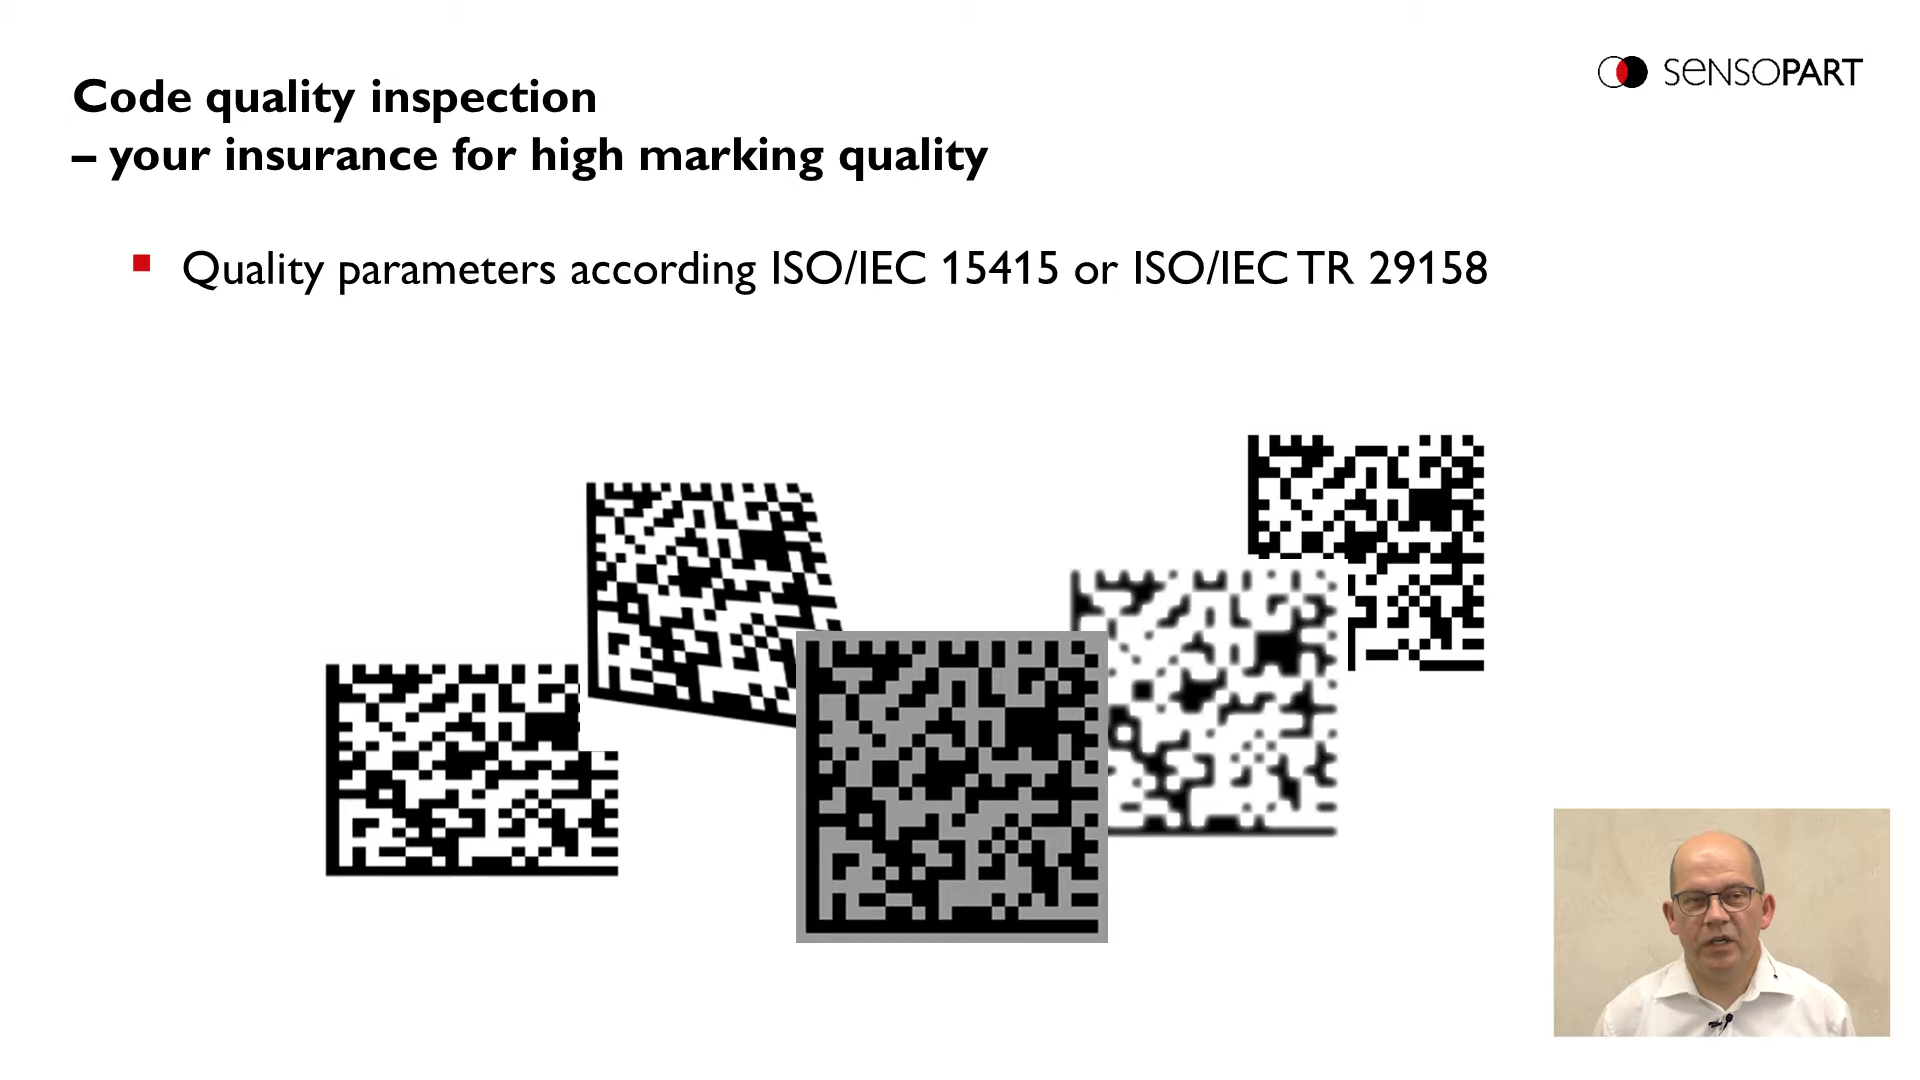 Code quality inspection
– your insurance for high marking quality
SENSOPART
Quality parameters according ISO/IEC 15415 or ISO/IEC TR 29158